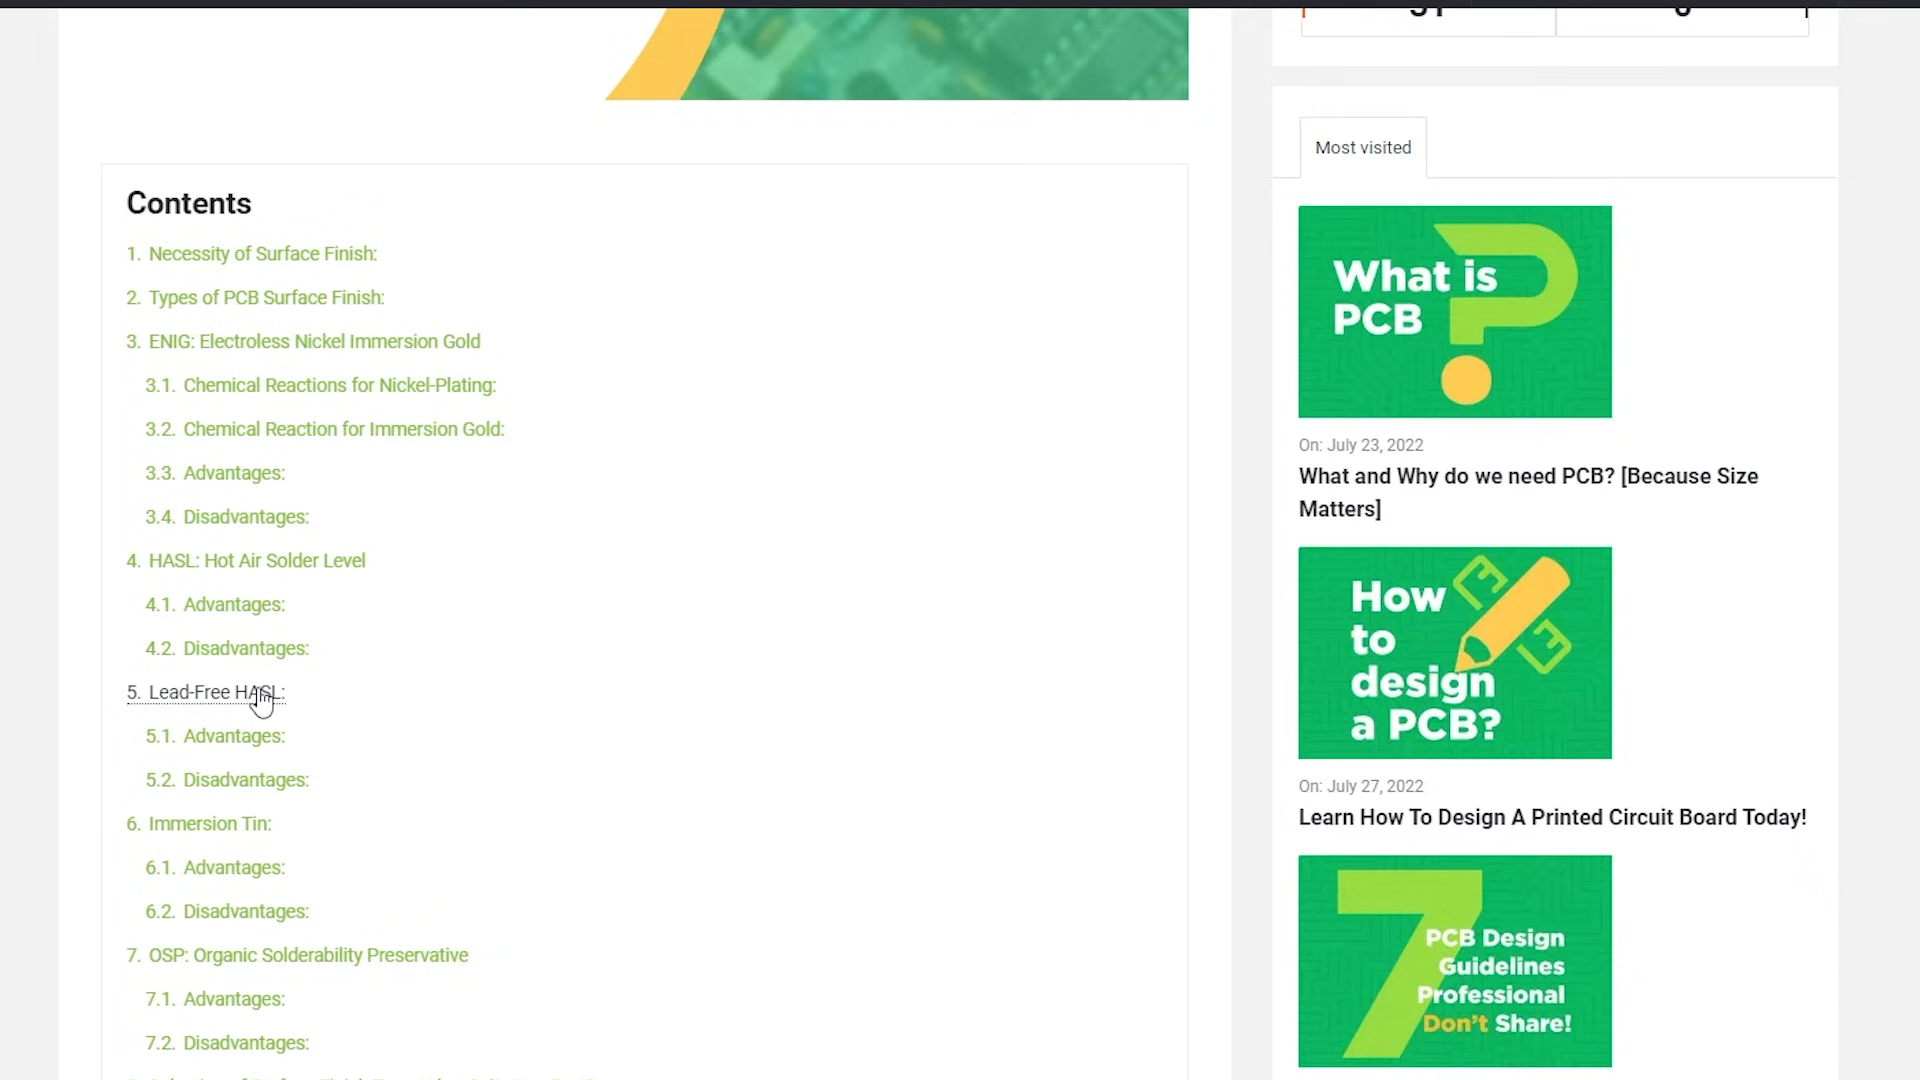 Contents
1. Necessity of Surface Finish:
2. Types of PCB Surface Finish:
3. ENIG: Electroless Nickel Immersion Gold
3.1. Chemical Reactions for Nickel-Plating:
3.2. Chemical Reaction for Immersion Gold:
3.3. Advantages:
3.4. Disadvantages:
4. HASL: Hot Air Solder Level
4.1. Advantages:
4.2. Disadvantages:
5. Lead-Free HASL:
5.1. Advantages:
5.2. Disadvantages:
6. Immersion Tin:
6.1. Advantages:
6.2. Disadvantages:
7. OSP: Organic Solderability Preservative
7.1. Advantages:
7.2. Disadvantages:
Most visited
What is
PCB
On: July 23, 2022
What and Why do we need PCB? [Because Size
Matters]
How
to
design
a PCB?
On: July 27, 2022
Learn How To Design A Printed Circuit Board Today!
7
PCB Design
Guidelines
Professional
Don't Share!